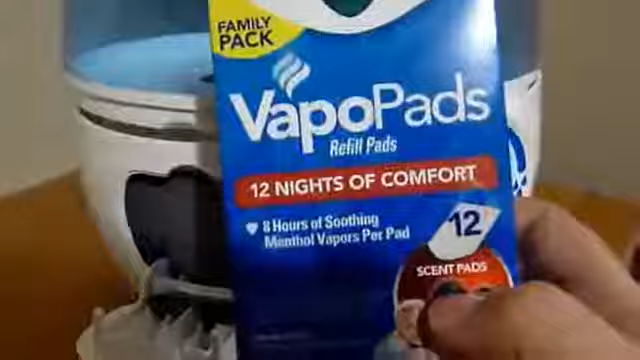 FAMILY
PACK
VapoPads
Refill Pads
12 NIGHTS OF COMFORT
8 Hours of Soothing
Menthol Vapors Per Pad
12
SCENT PADS